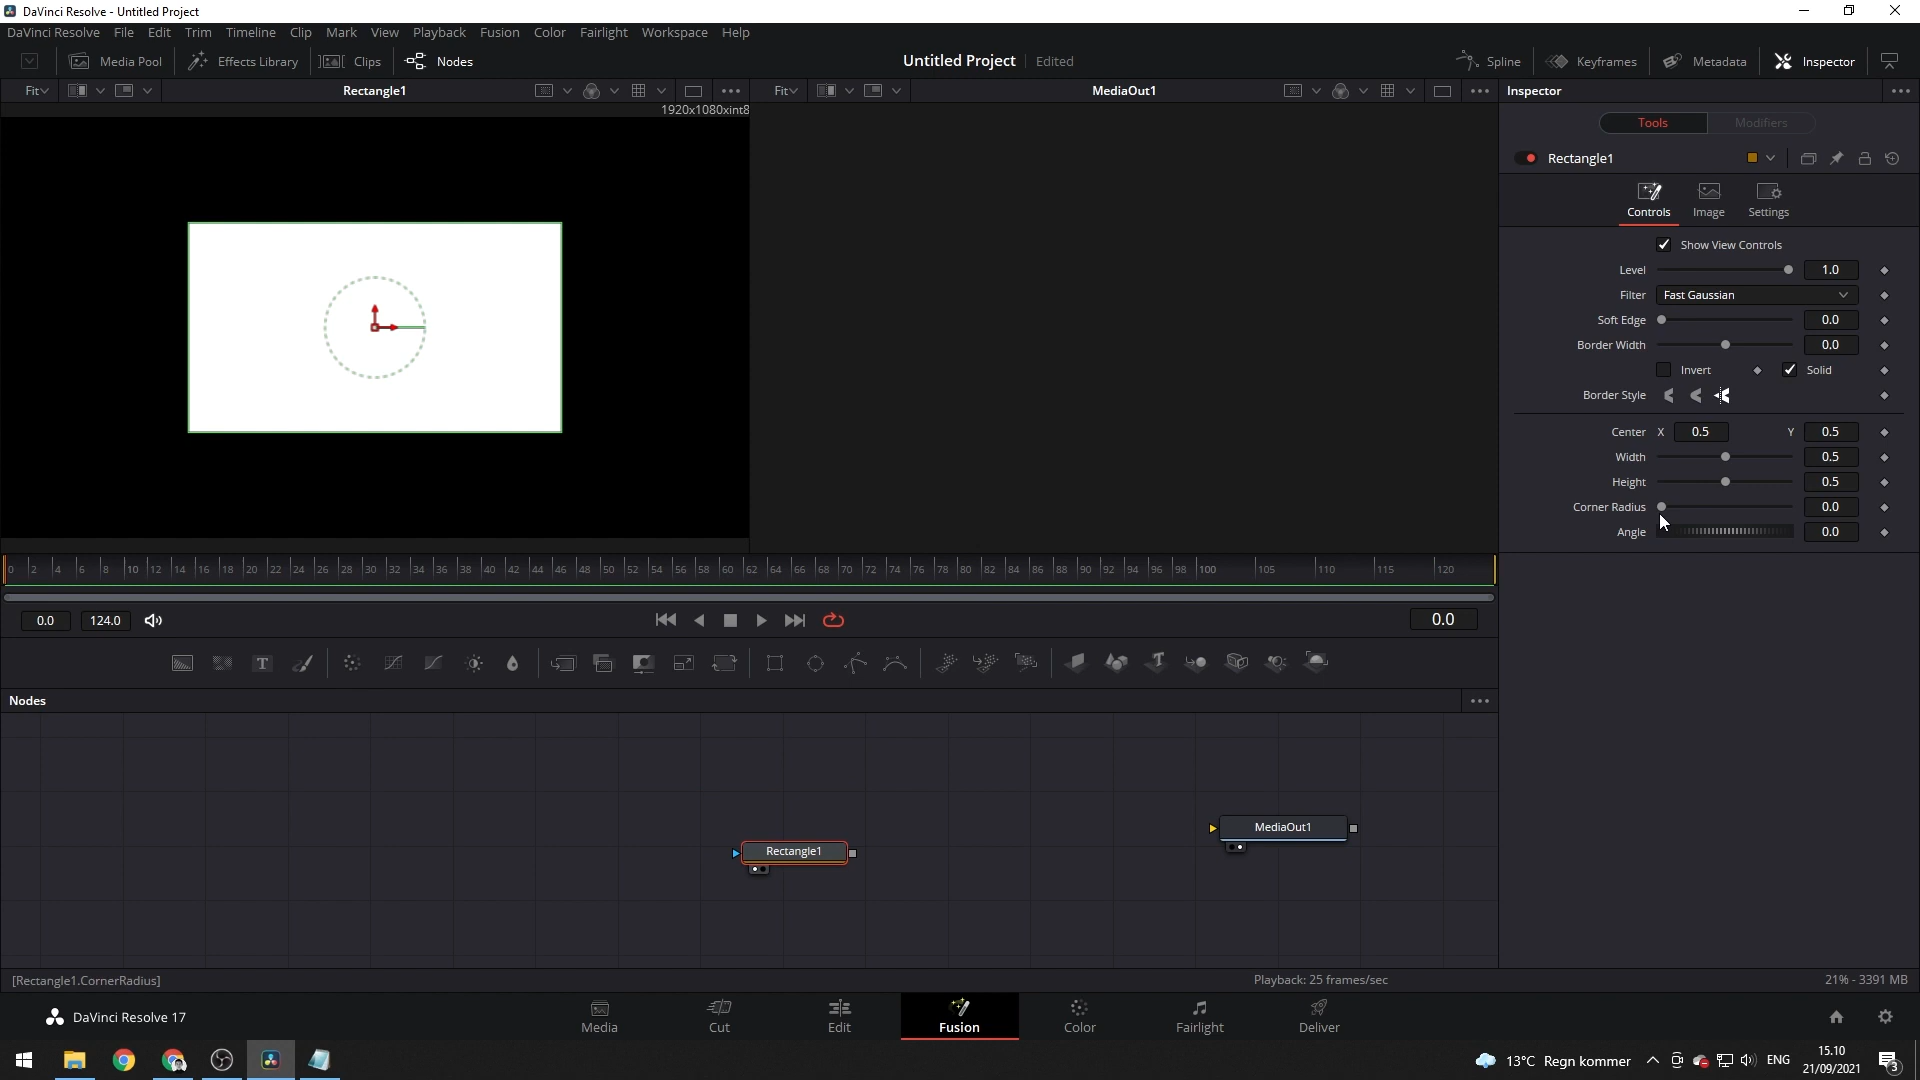 DaVinci Resolve - Untitled Project
DaVinci Resolve File Edit Trim Timeline Clip Mark View Playback Fusion Color Fairlight Workspace Help
Media Pool Effects Library Clips Nodes Untitled Project Edited Spline Keyframes Metadata Inspector
Fit Rectangle1 Fit MediaOut1 Inspector
1920x1080xint8
Tools Modifiers
Rectangle1
Controls Image Settings
Show View Controls
Level 1.0
Filter Fast Gaussian
Soft Edge 0.0
Border Width 0.0
Invert Solid
Border Style
Center X 0.5 Y 0.5
Width 0.5
Height 0.5
Corner Radius 0.0
Angle 0.0
0 2 4 6 8 10 12 14 16 18 20 22 24 26 28 30 32 34 36 38 40 42 44 46 48 50 52 54 56 58 60 62 64 66 68 70 72 74 76 78 80 82 84 86 88 90 92 94 96 98 100 105 110 115 120
0.0 124.0 0.0
T
Nodes
MediaOut1
Rectangle1
[Rectangle1.CornerRadius] Playback: 25 frames/sec 21% - 3391 MB
DaVinci Resolve 17 Media Cut Edit Fusion Color Fairlight Deliver
13°C Regn kommer ENG 15.10
21/09/2021 3